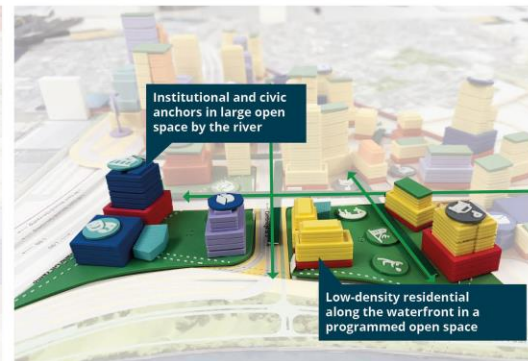 Institutional and civic
anchors in large open
space by the river
Low-density residential
along the waterfront in a
programmed open space